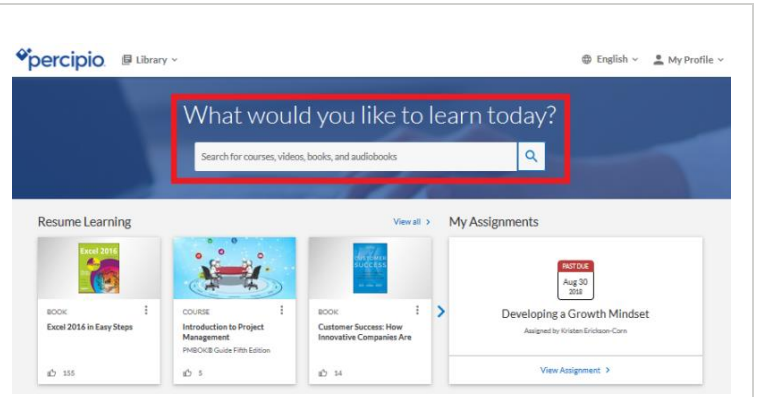 percipio
Library
English
My Profile
What would you like to learn today?
Search for courses, videos, books, and audiobooks
Resume Learning
View all >
My Assignments
Excel 2016
BOOK
Excel 2016 in Easy Steps
155
COURSE
Introduction to Project
Management
PMBOK® Guide Fifth Edition
5
CUSTOMER
SUCCESS
BOOK
Customer Success: How
Innovative Companies Are
14
PAST DUE
Aug 30
2018
Developing a Growth Mindset
Assigned by Kristen Erickson-Corn
View Assignment >